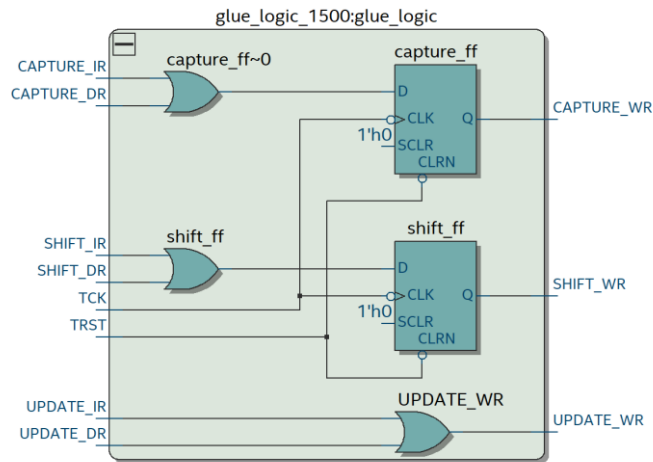 glue_logic_1500:glue_logic
CAPTURE_IR
CAPTURE_DR
capture_ff~0
capture_ff
D
CLK
1'h0
SCLR
CLRN
Q
CAPTURE_WR
SHIFT_IR
SHIFT_DR
TCK
TRST
shift_ff
shift_ff
D
CLK
1'h0
SCLR
CLRN
Q
SHIFT_WR
UPDATE_IR
UPDATE_DR
UPDATE_WR
UPDATE_WR